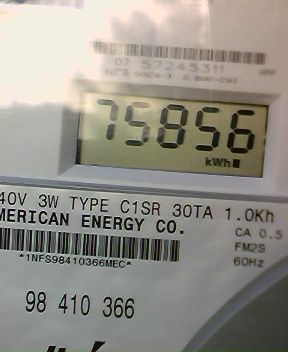 07 57245311
HPP
75856
kWh
40V 3W TYPE C1SR 30TA 1.0Kh
MERICAN ENERGY CO.
CA 0.5
FM2S
60Hz
*1NFS98410366MEC*
98 410 366